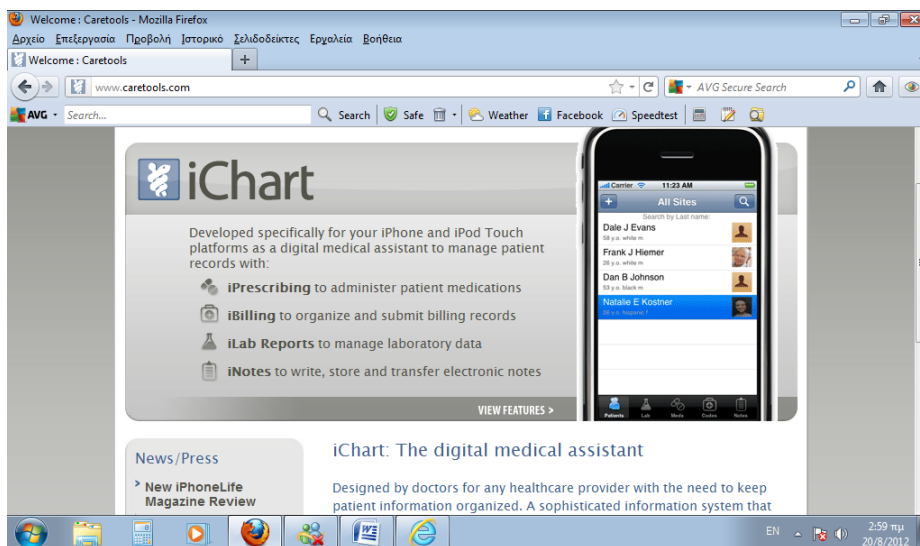 Welcome : Caretools - Mozilla Firefox
Αρχείο Επεξεργασία Προβολή Ιστορικό Σελιδοδείκτες Εργαλεία Βοήθεια
Welcome : Caretools
www.caretools.com
AVG Secure Search
AVG Search... Search Safe Weather Facebook Speedtest
iChart
Developed specifically for your iPhone and iPod Touch
platforms as a digital medical assistant to manage patient
records with:
iPrescribing to administer patient medications
iBilling to organize and submit billing records
iLab Reports to manage laboratory data
iNotes to write, store and transfer electronic notes
VIEW FEATURES >
Carrier 11:23 AM
All Sites
Search by Last name:
Dale J Evans
58 y.o. white m
Frank J Hiemer
26 y.o. white m
Dan B Johnson
53 y.o. black m
Natalie E Kostner
26 y.o. hispanic f
Patients Lab Meds Codes Notes
News/Press
New iPhoneLife
Magazine Review
iChart: The digital medical assistant
Designed by doctors for any healthcare provider with the need to keep
patient information organized. A sophisticated information system that
EN
2:59 πμ
20/8/2012